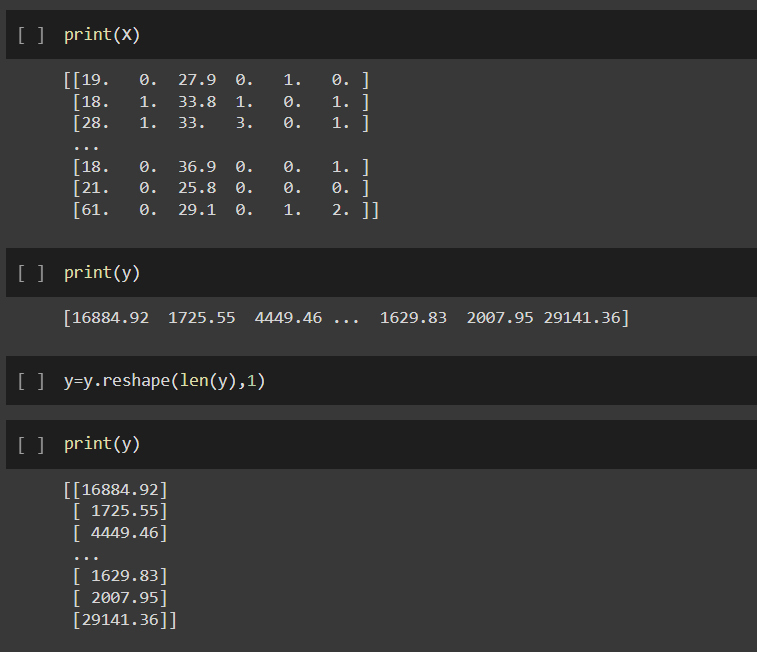 [ ] print(X)
[[19.   0.  27.9  0.   1.   0. ]
 [18.   1.  33.8  1.   0.   1. ]
 [28.   1.  33.   3.   0.   1. ]
 ...
 [18.   0.  36.9  0.   0.   1. ]
 [21.   0.  25.8  0.   0.   0. ]
 [61.   0.  29.1  0.   1.   2. ]]
[ ] print(y)
[16884.92  1725.55  4449.46 ...  1629.83  2007.95 29141.36]
[ ] y=y.reshape(len(y),1)
[ ] print(y)
[[16884.92]
 [ 1725.55]
 [ 4449.46]
 ...
 [ 1629.83]
 [ 2007.95]
 [29141.36]]